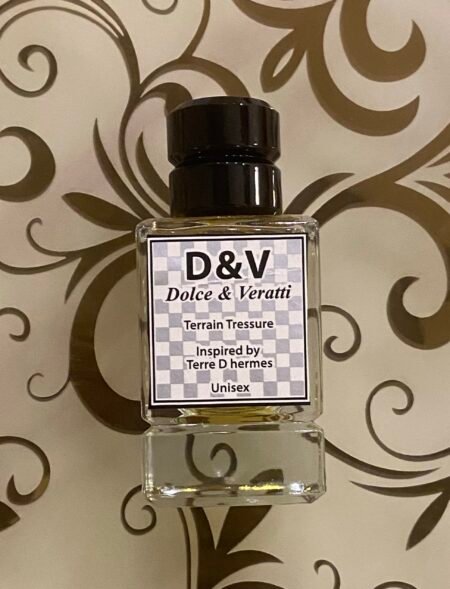 D&V
Dolce & Veratti
Terrain Tressure
Inspired by
Terre D hermes
Unisex